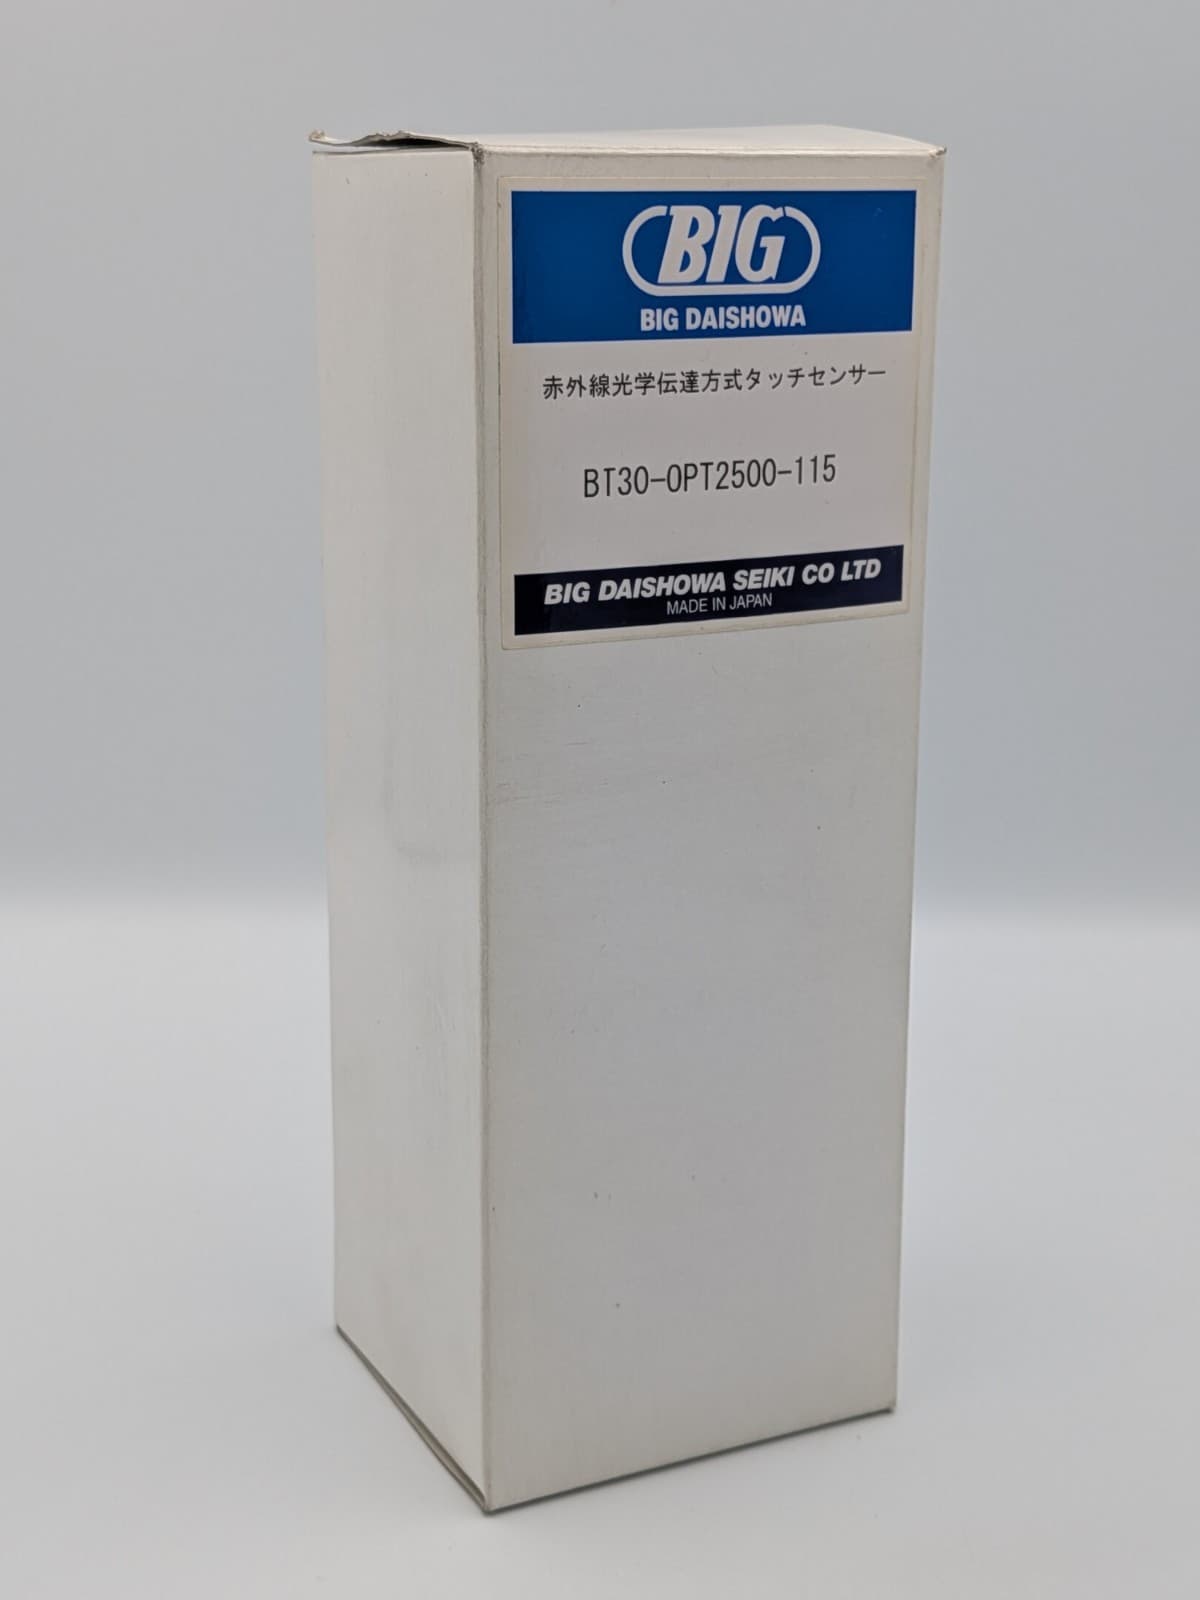 BIG
BIG DAISHOWA
赤外線光学伝達方式タッチセンサー
BT30-OPT2500-115
BIG DAISHOWA SEIKI CO LTD
MADE IN JAPAN